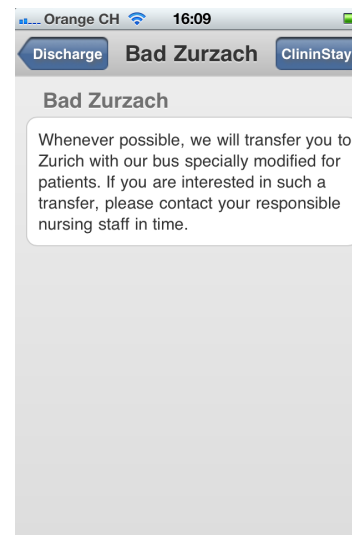 Orange CH 16:09
Discharge Bad Zurzach ClininStay
Bad Zurzach
Whenever possible, we will transfer you to
Zurich with our bus specially modified for
patients. If you are interested in such a
transfer, please contact your responsible
nursing staff in time.